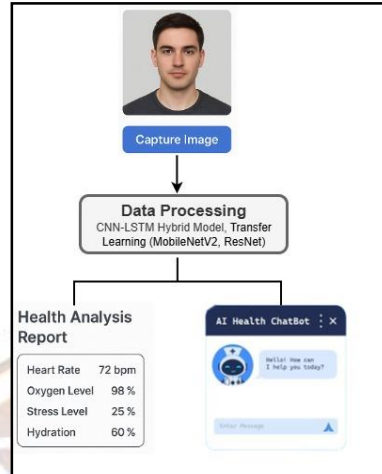 Capture Image
Data Processing
CNN-LSTM Hybrid Model, Transfer
Learning (MobileNetV2, ResNet)
Health Analysis
Report
Heart Rate 72 bpm
Oxygen Level 98 %
Stress Level 25 %
Hydration 60 %
AI Health ChatBot
Hello! How can
I help you today?
Enter Message